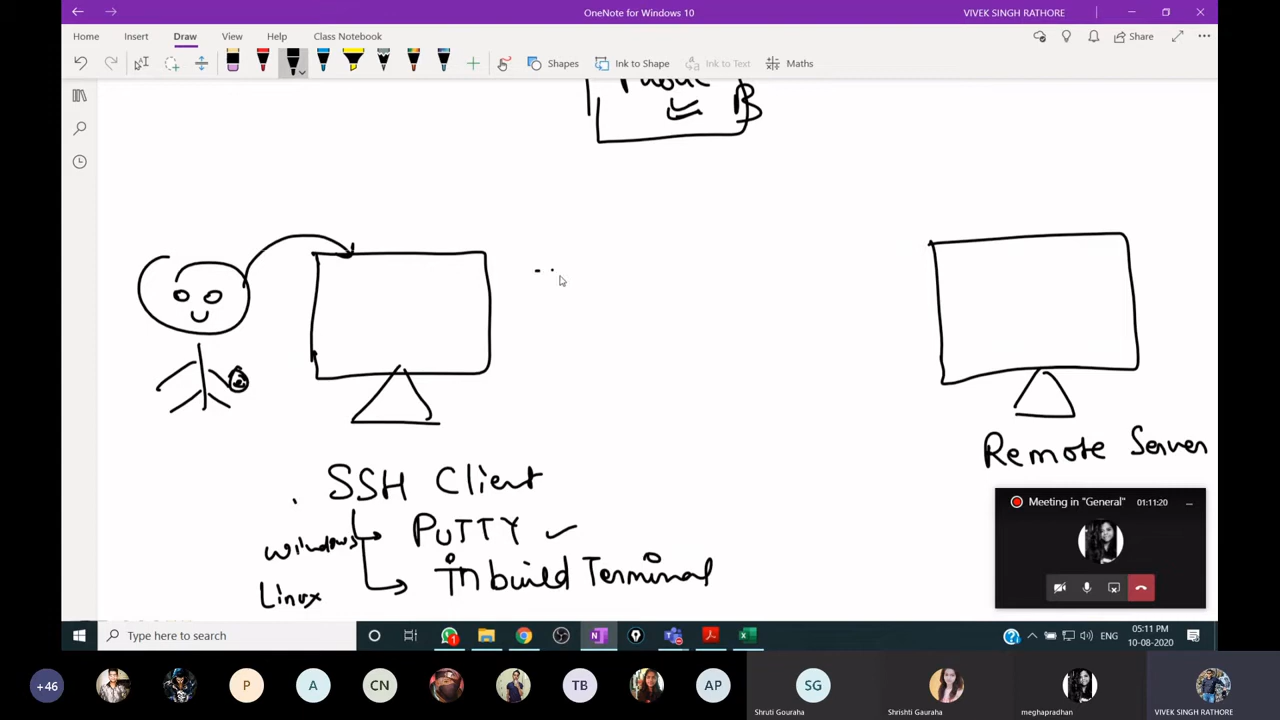 OneNote for Windows 10
VIVEK SINGH RATHORE
Home Insert Draw View Help Class Notebook
Share
Shapes Ink to Shape Ink to Text Maths
Public
B
Remote Server
SSH Client
Windows PuTTY
Linux inbuild Terminal
Meeting in "General" 01:11:20
Type here to search
1
ENG
05:11 PM
10-08-2020
+46 P A CN TB AP SG
Shruti Gouraha Shrishti Gauraha meghapradhan VIVEK SINGH RATHORE